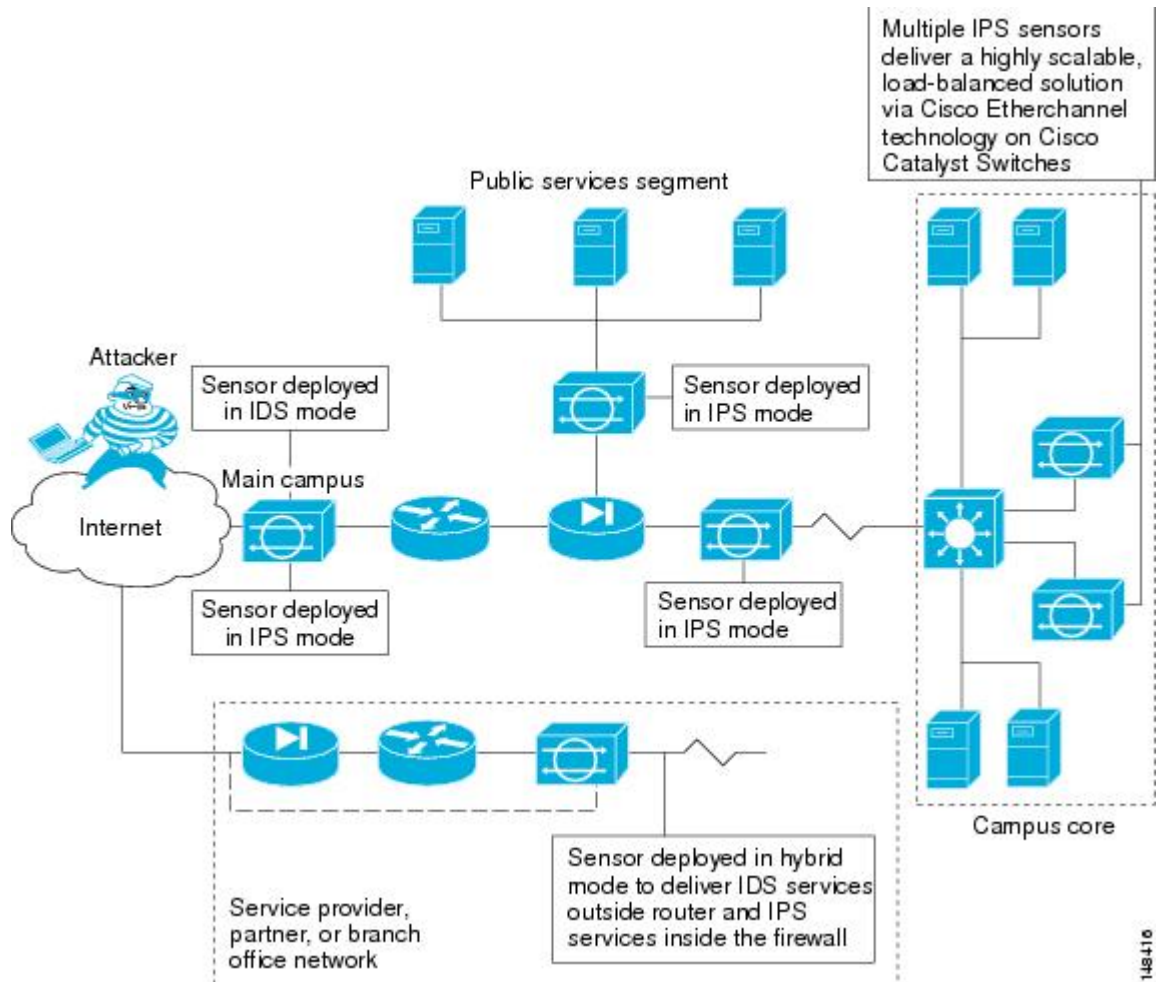 Multiple IPS sensors
deliver a highly scalable,
load-balanced solution
via Cisco Etherchannel
technology on Cisco
Catalyst Switches
Public services segment
Attacker
Sensor deployed
in IDS mode
Sensor deployed
in IPS mode
Main campus
Internet
Sensor deployed
in IPS mode
Sensor deployed
in IPS mode
Campus core
Sensor deployed in hybrid
mode to deliver IDS services
outside router and IPS
services inside the firewall
Service provider,
partner, or branch
office network
148416